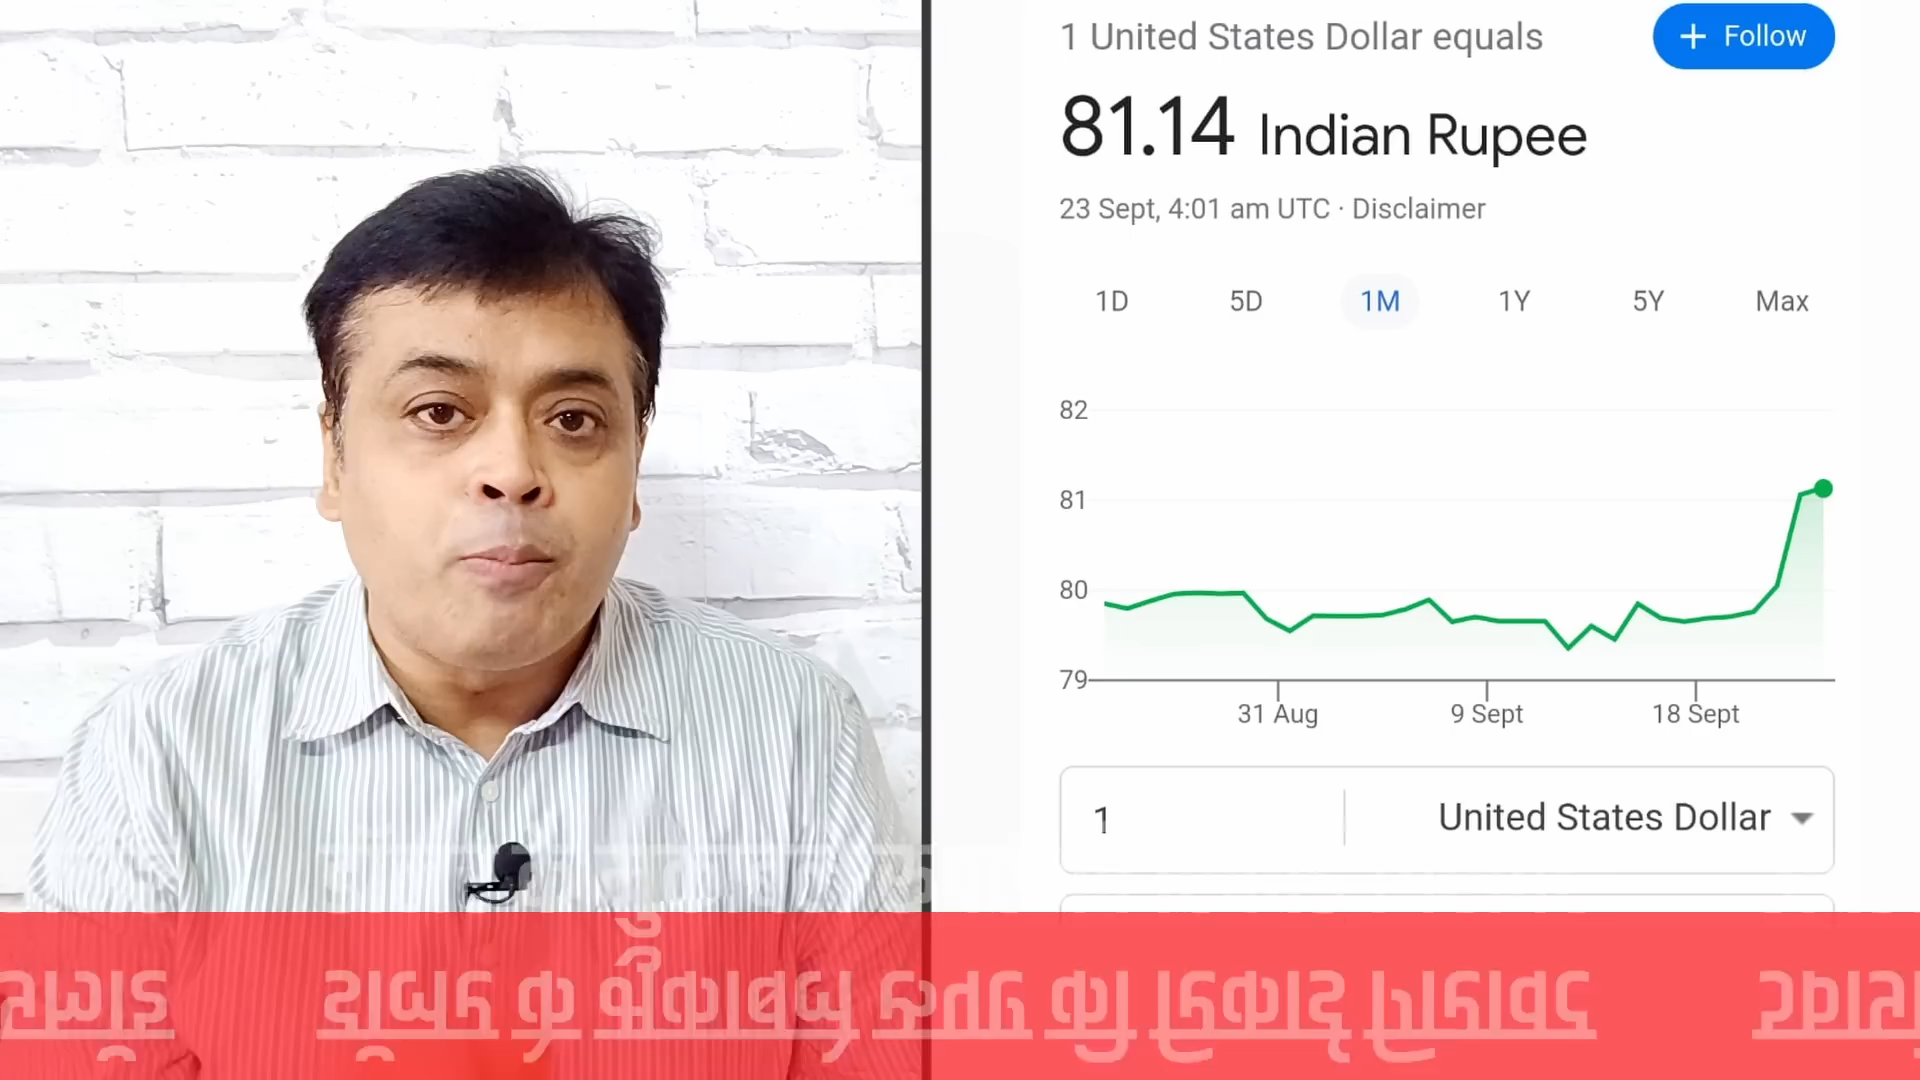 1 United States Dollar equals
+ Follow
81.14 Indian Rupee
23 Sept, 4:01 am UTC · Disclaimer
1D 5D 1M 1Y 5Y Max
82
81
80
79
31 Aug 9 Sept 18 Sept
1 United States Dollar